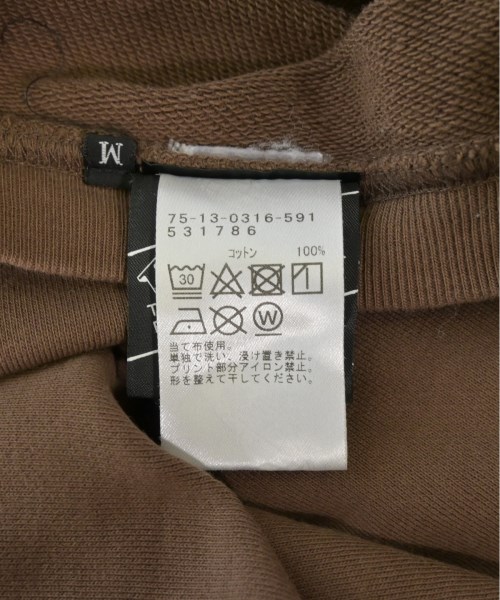 M
75-13-0316-591
531786
コットン 100%
30
W
当て布使用。
単独で洗い、浸け置き禁止。
プリント部分アイロン禁止。
形を整えて干してください。